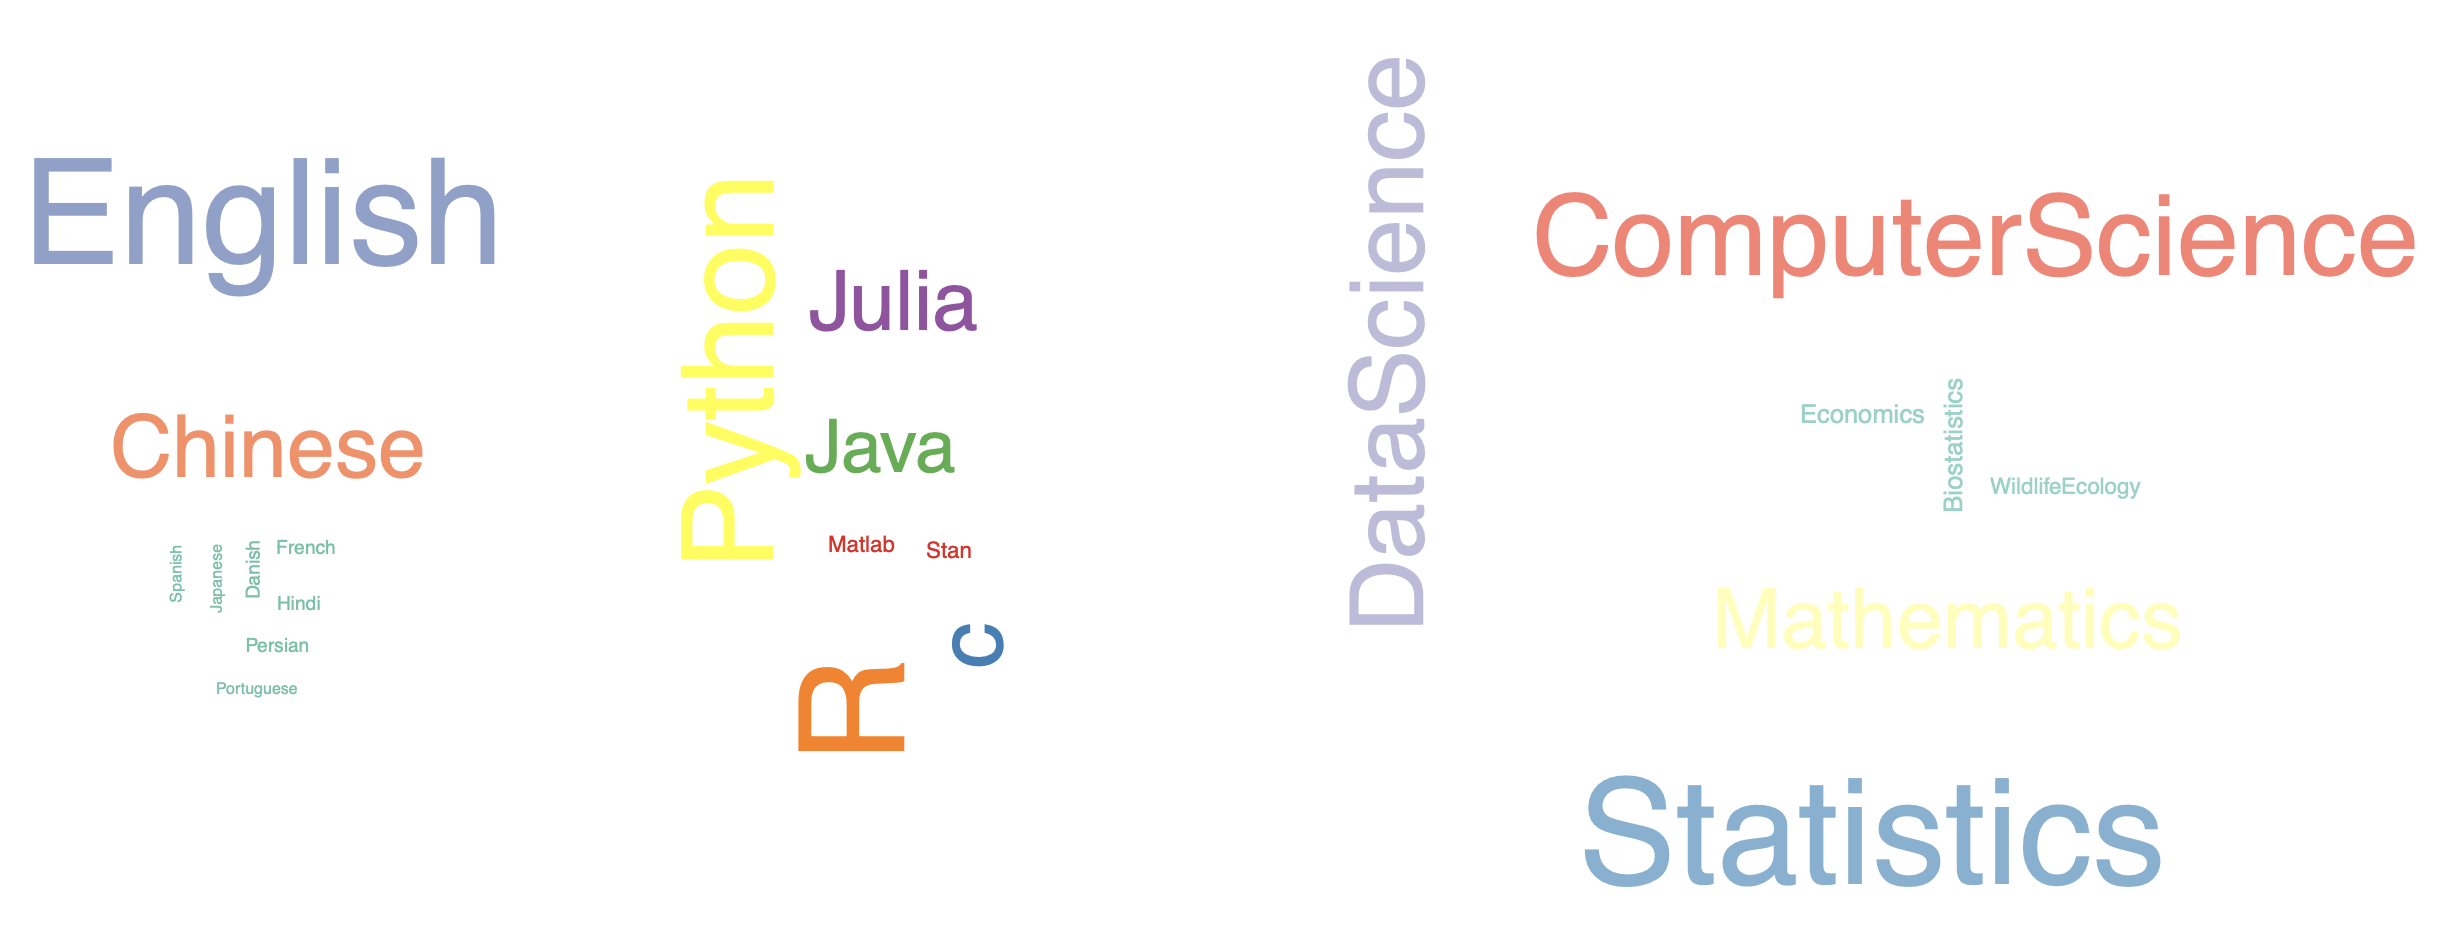 English
Chinese
Spanish
Japanese
Danish
French
Hindi
Persian
Portuguese
Python
Julia
Java
Matlab
Stan
c
R
DataScience
ComputerScience
Economics
Biostatistics
WildlifeEcology
Mathematics
Statistics